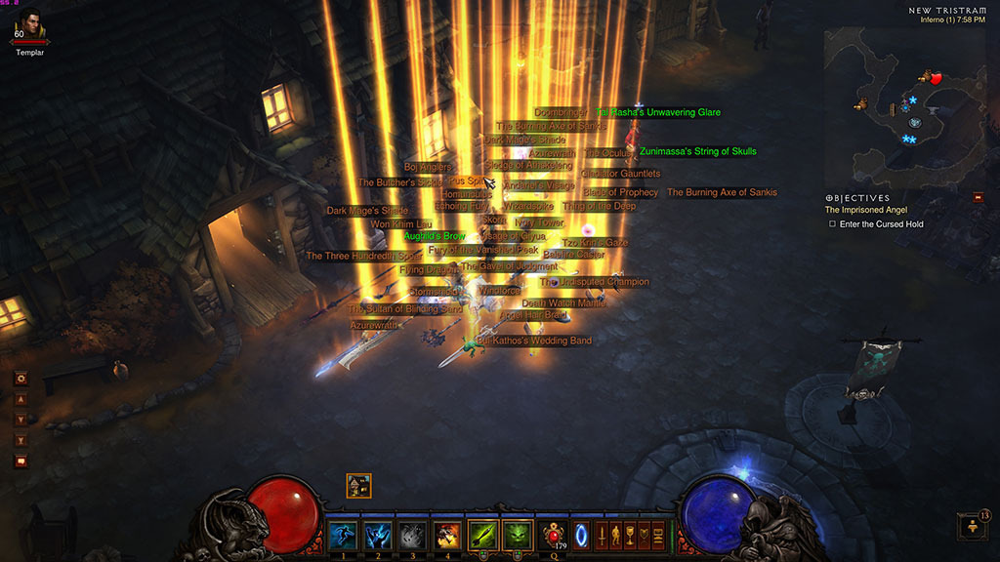 55.0
NEW TRISTRAM
Inferno (1) 7:58 PM
60
Templar
Doombringer
Tal Rasha's Unwavering Glare
The Burning Axe of Sankis
Dark Mage's Shade
Azurewrath
The Oculus
Zunimassa's String of Skulls
Boj Anglers
Gladiator Gauntlets
The Butcher's Sickle
Pus Spitter
Andariel's Visage
Homunculus
Blade of Prophecy
The Burning Axe of Sankis
Echoing Fury
Wizardspike
Thing of the Deep
Dark Mage's Shade
Won Khim Lau
Skorn
Ivory Tower
Aughild's Brow
Visage of Giyua
Tzo Krin's Gaze
Fury of the Vanished Peak
Balefire Caster
The Three Hundredth Spear
Flying Dragon
The Gavel of Judgment
The Undisputed Champion
Stormshield
Windforce
Death Watch Mantle
The Sultan of Blinding Sand
Angel Hair Braid
Azurewrath
Bul-Kathos's Wedding Band
OBJECTIVES
The Imprisoned Angel
Enter the Cursed Hold
179
1
2
3
4
Q
13